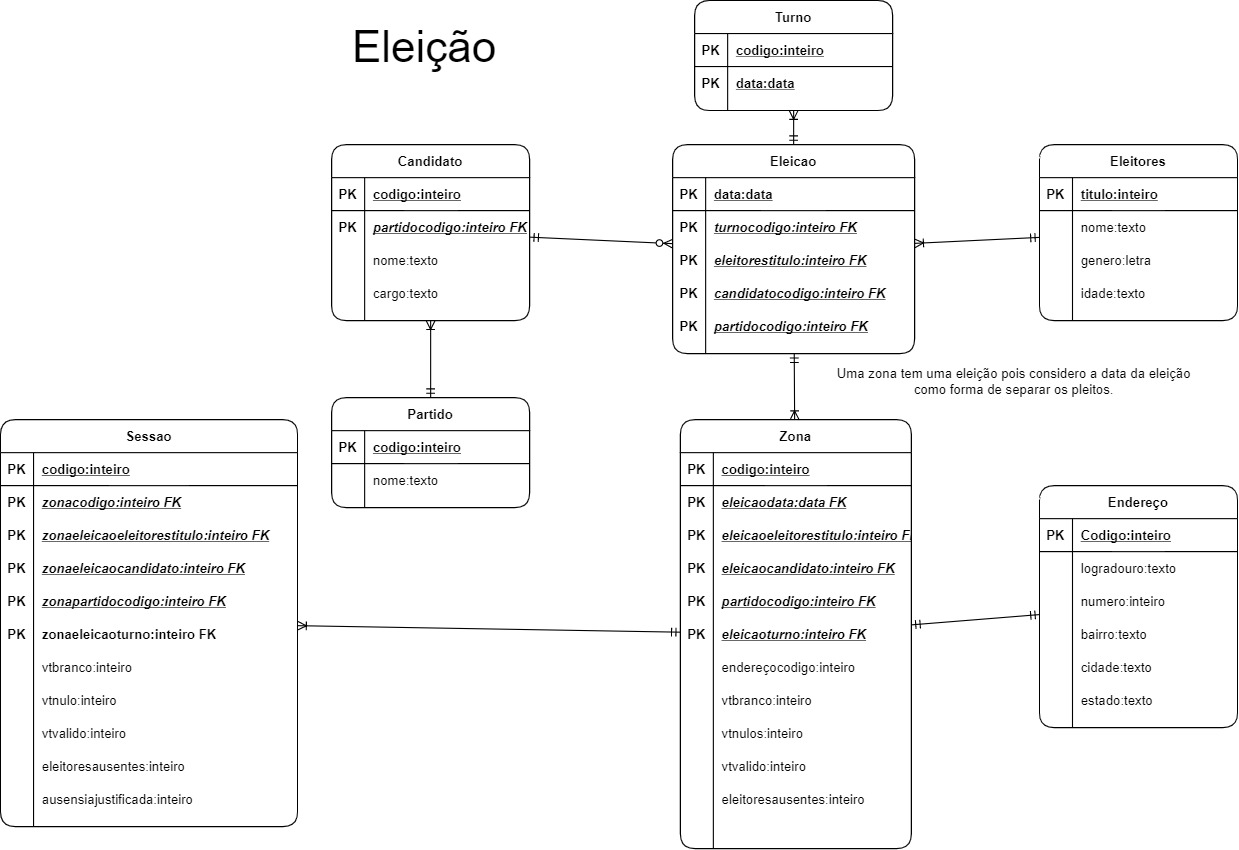 Eleição
Turno
PK codigo:inteiro
PK data:data
Candidato
PK codigo:inteiro
PK partidocodigo:inteiro FK
nome:texto
cargo:texto
Eleicao
PK data:data
PK turnocodigo:inteiro FK
PK eleitorestitulo:inteiro FK
PK candidatocodigo:inteiro FK
PK partidocodigo:inteiro FK
Eleitores
PK titulo:inteiro
nome:texto
genero:letra
idade:texto
Uma zona tem uma eleição pois considero a data da eleição
como forma de separar os pleitos.
Partido
PK codigo:inteiro
nome:texto
Sessao
PK codigo:inteiro
PK zonacodigo:inteiro FK
PK zonaeleicaoeleitorestitulo:inteiro FK
PK zonaeleicaocandidato:inteiro FK
PK zonapartidocodigo:inteiro FK
PK zonaeleicaoturno:inteiro FK
vtbranco:inteiro
vtnulo:inteiro
vtvalido:inteiro
eleitoresausentes:inteiro
ausensiajustificada:inteiro
Zona
PK codigo:inteiro
PK eleicaodata:data FK
PK eleicaoeleitorestitulo:inteiro F
PK eleicaocandidato:inteiro FK
PK partidocodigo:inteiro FK
PK eleicaoturno:inteiro FK
endereçocodigo:inteiro
vtbranco:inteiro
vtnulos:inteiro
vtvalido:inteiro
eleitoresausentes:inteiro
Endereço
PK Codigo:inteiro
logradouro:texto
numero:inteiro
bairro:texto
cidade:texto
estado:texto